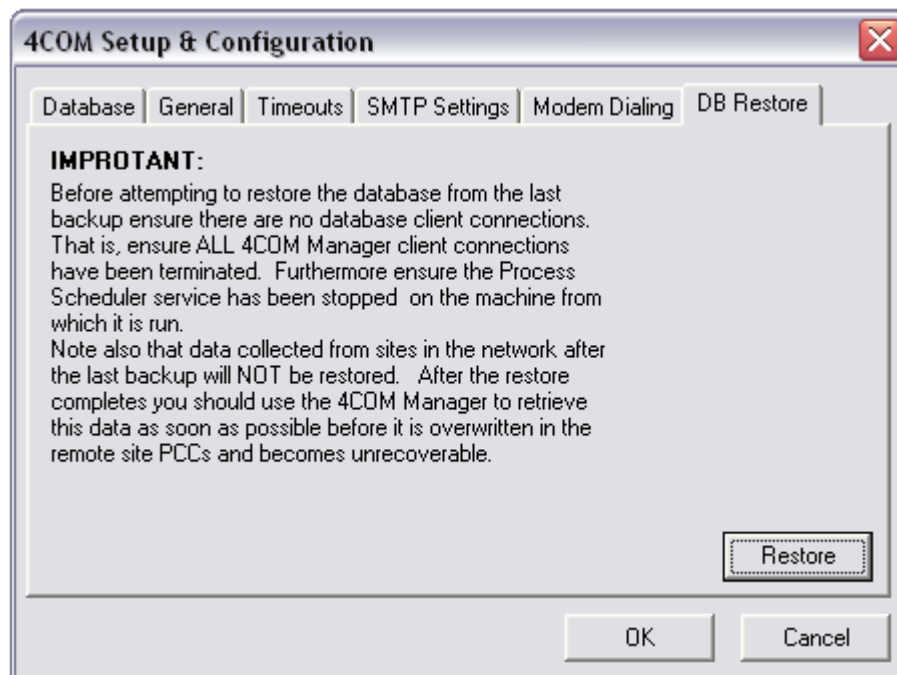 4COM Setup & Configuration
Database General Timeouts SMTP Settings Modem Dialing DB Restore
IMPROTANT:
Before attempting to restore the database from the last
backup ensure there are no database client connections.
That is, ensure ALL 4COM Manager client connections
have been terminated.  Furthermore ensure the Process
Scheduler service has been stopped  on the machine from
which it is run.
Note also that data collected from sites in the network after
the last backup will NOT be restored.   After the restore
completes you should use the 4COM Manager to retrieve
this data as soon as possible before it is overwritten in the
remote site PCCs and becomes unrecoverable.
Restore
OK Cancel